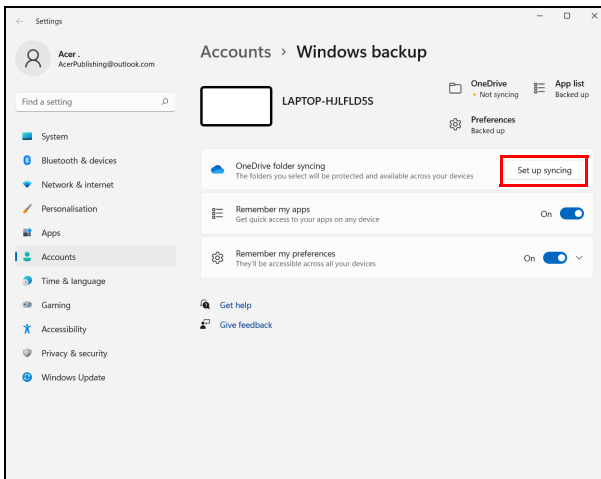 Settings
Acer .
AcerPublishing@outlook.com
Find a setting
System
Bluetooth & devices
Network & internet
Personalisation
Apps
Accounts
Time & language
Gaming
Accessibility
Privacy & security
Windows Update
Accounts > Windows backup
LAPTOP-HJLFLD5S
OneDrive
• Not syncing
App list
Backed up
Preferences
Backed up
OneDrive folder syncing
The folders you select will be protected and available across your devices
Set up syncing
Remember my apps
Get quick access to your apps on any device
On
Remember my preferences
They'll be accessible across all your devices
On
Get help
Give feedback